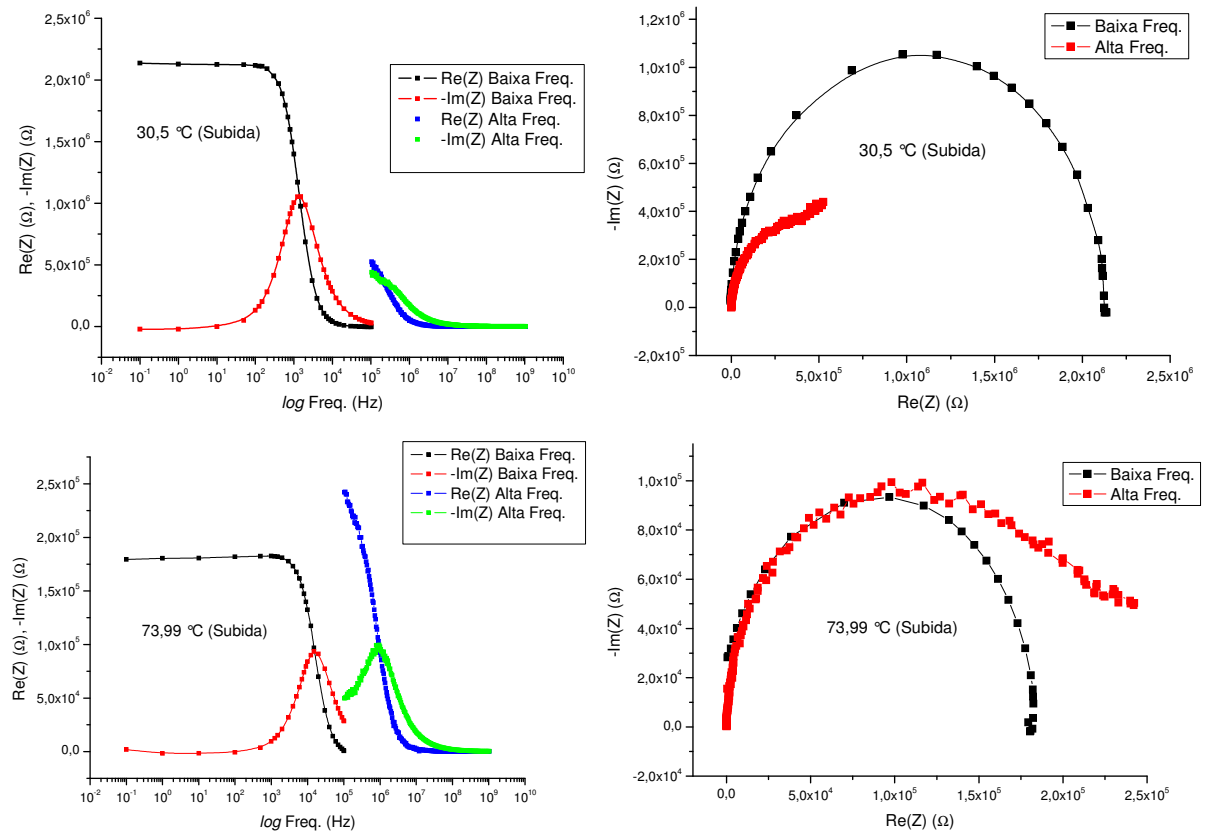 2,5x10⁶
2,0x10⁶
1,5x10⁶
1,0x10⁶
5,0x10⁵
0,0
Re(Z) (Ω), -Im(Z) (Ω)
Re(Z) Baixa Freq.
-Im(Z) Baixa Freq.
Re(Z) Alta Freq.
-Im(Z) Alta Freq.
30,5 °C (Subida)
10⁻² 10⁻¹ 10⁰ 10¹ 10² 10³ 10⁴ 10⁵ 10⁶ 10⁷ 10⁸ 10⁹ 10¹⁰
log Freq. (Hz)
1,2x10⁶
1,0x10⁶
8,0x10⁵
6,0x10⁵
4,0x10⁵
2,0x10⁵
0,0
-2,0x10⁵
-Im(Z) (Ω)
Baixa Freq.
Alta Freq.
30,5 °C (Subida)
0,0 5,0x10⁵ 1,0x10⁶ 1,5x10⁶ 2,0x10⁶ 2,5x10⁶
Re(Z) (Ω)
2,5x10⁵
2,0x10⁵
1,5x10⁵
1,0x10⁵
5,0x10⁴
0,0
Re(Z) (Ω), -Im(Z) (Ω)
Re(Z) Baixa Freq.
-Im(Z) Baixa Freq.
Re(Z) Alta Freq.
-Im(Z) Alta Freq.
73,99 °C (Subida)
10⁻² 10⁻¹ 10⁰ 10¹ 10² 10³ 10⁴ 10⁵ 10⁶ 10⁷ 10⁸ 10⁹ 10¹⁰
log Freq. (Hz)
1,0x10⁵
8,0x10⁴
6,0x10⁴
4,0x10⁴
2,0x10⁴
0,0
-2,0x10⁴
-Im(Z) (Ω)
Baixa Freq.
Alta Freq.
73,99 °C (Subida)
0,0 5,0x10⁴ 1,0x10⁵ 1,5x10⁵ 2,0x10⁵ 2,5x10⁵
Re(Z) (Ω)